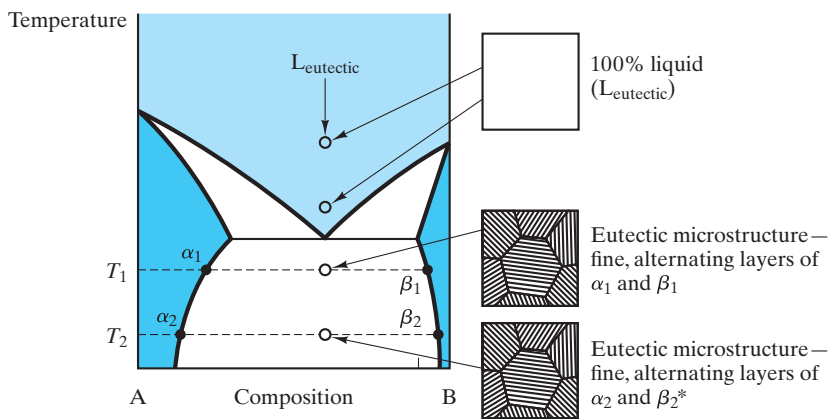 Temperature
L_eutectic
100% liquid
(L_eutectic)
α₁
T₁
β₁
Eutectic microstructure—
fine, alternating layers of
α₁ and β₁
α₂
β₂
T₂
Eutectic microstructure—
fine, alternating layers of
α₂ and β₂*
A
Composition
B